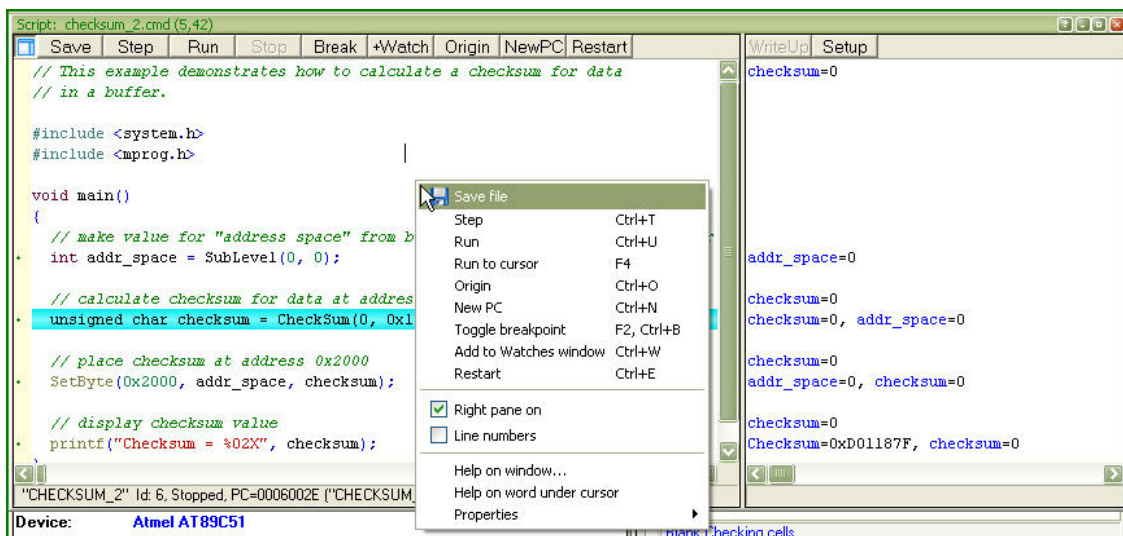 Script: checksum_2.cmd (5,42)
Save Step Run Stop Break +Watch Origin NewPC Restart
WriteUp Setup
// This example demonstrates how to calculate a checksum for data
// in a buffer.
#include <system.h>
#include <mprog.h>
void main()
{
// make value for "address space" from b
int addr_space = SubLevel(0, 0);
// calculate checksum for data at addres
unsigned char checksum = CheckSum(0, 0x1
// place checksum at address 0x2000
SetByte(0x2000, addr_space, checksum);
// display checksum value
printf("Checksum = %02X", checksum);
"CHECKSUM_2" Id: 6, Stopped, PC=0006002E ("CHECKSUM_
Save file
Step Ctrl+T
Run Ctrl+U
Run to cursor F4
Origin Ctrl+O
New PC Ctrl+N
Toggle breakpoint F2, Ctrl+B
Add to Watches window Ctrl+W
Restart Ctrl+E
Right pane on
Line numbers
Help on window...
Help on word under cursor
Properties
checksum=0
addr_space=0
checksum=0
checksum=0, addr_space=0
checksum=0
addr_space=0, checksum=0
checksum=0
Checksum=0xD01187F, checksum=0
Device: Atmel AT89C51
Blank Checking cells